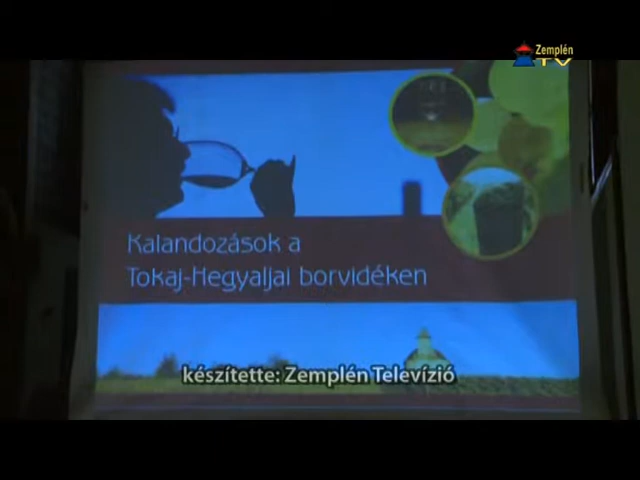 Zemplén
TV
Kalandozások a
Tokaj-Hegyaljai borvidéken
készítette: Zemplén Televízió